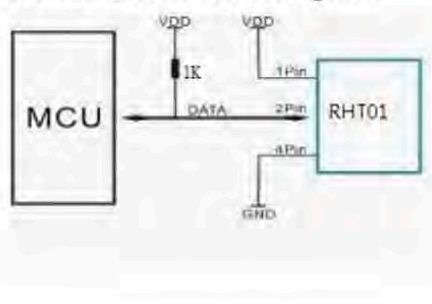 VDD
VDD
1K
1Pin
MCU
DATA
2Pin
RHT01
4Pin
GND